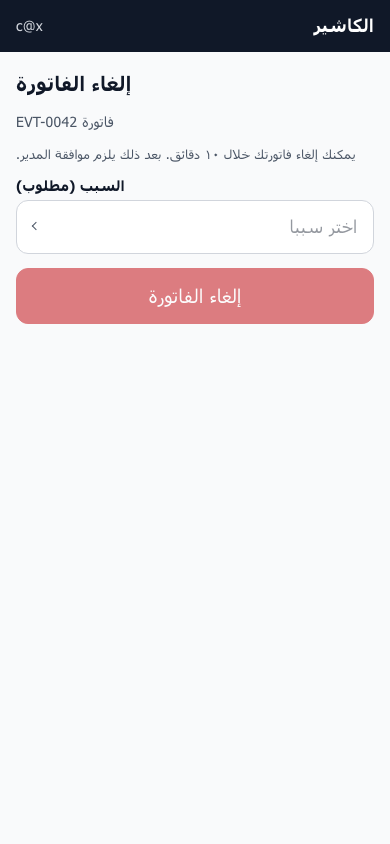 الكاشير
c@x
إلغاء الفاتورة
فاتورة EVT-0042
يمكنك إلغاء فاتورتك خلال ١٠ دقائق. بعد ذلك يلزم موافقة المدير.
السبب (مطلوب)
اختر سببا
إلغاء الفاتورة